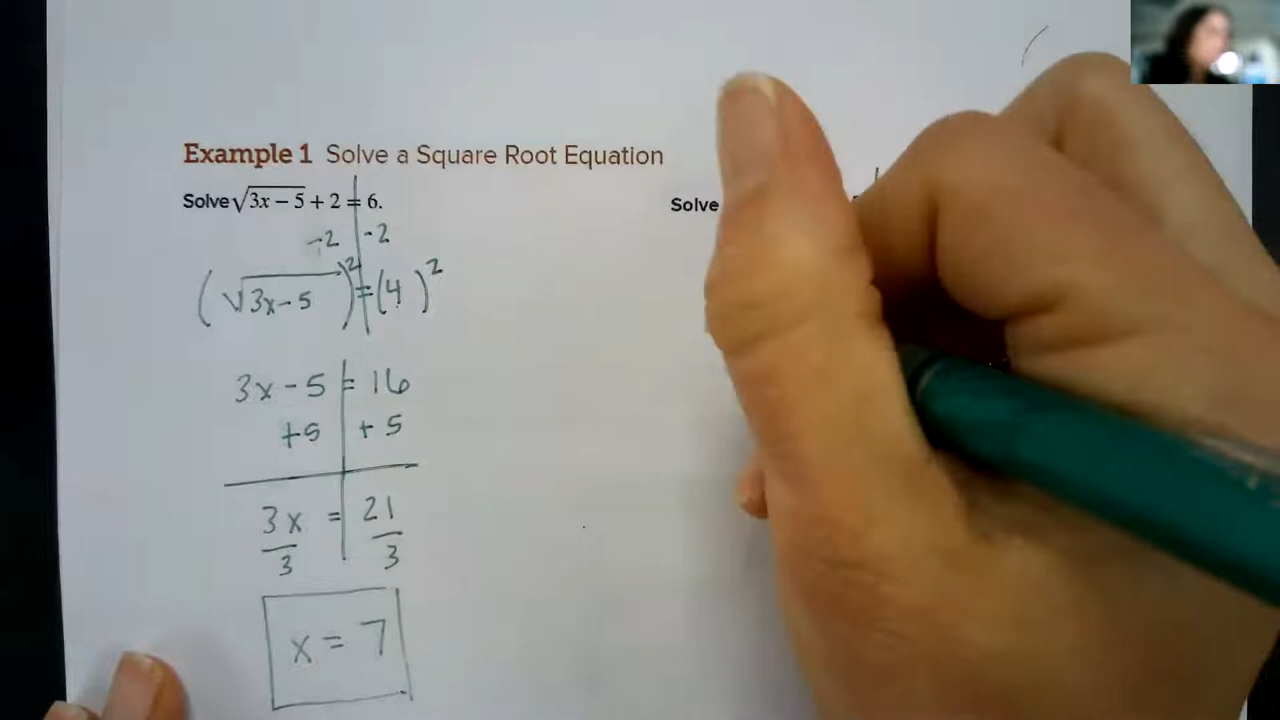 Example 1 Solve a Square Root Equation
Solve √3x − 5 + 2 = 6.
-2 -2
(√3x-5)² = (4)²
3x - 5 = 16
+5 + 5
3x = 21
3 3
x = 7
Solve